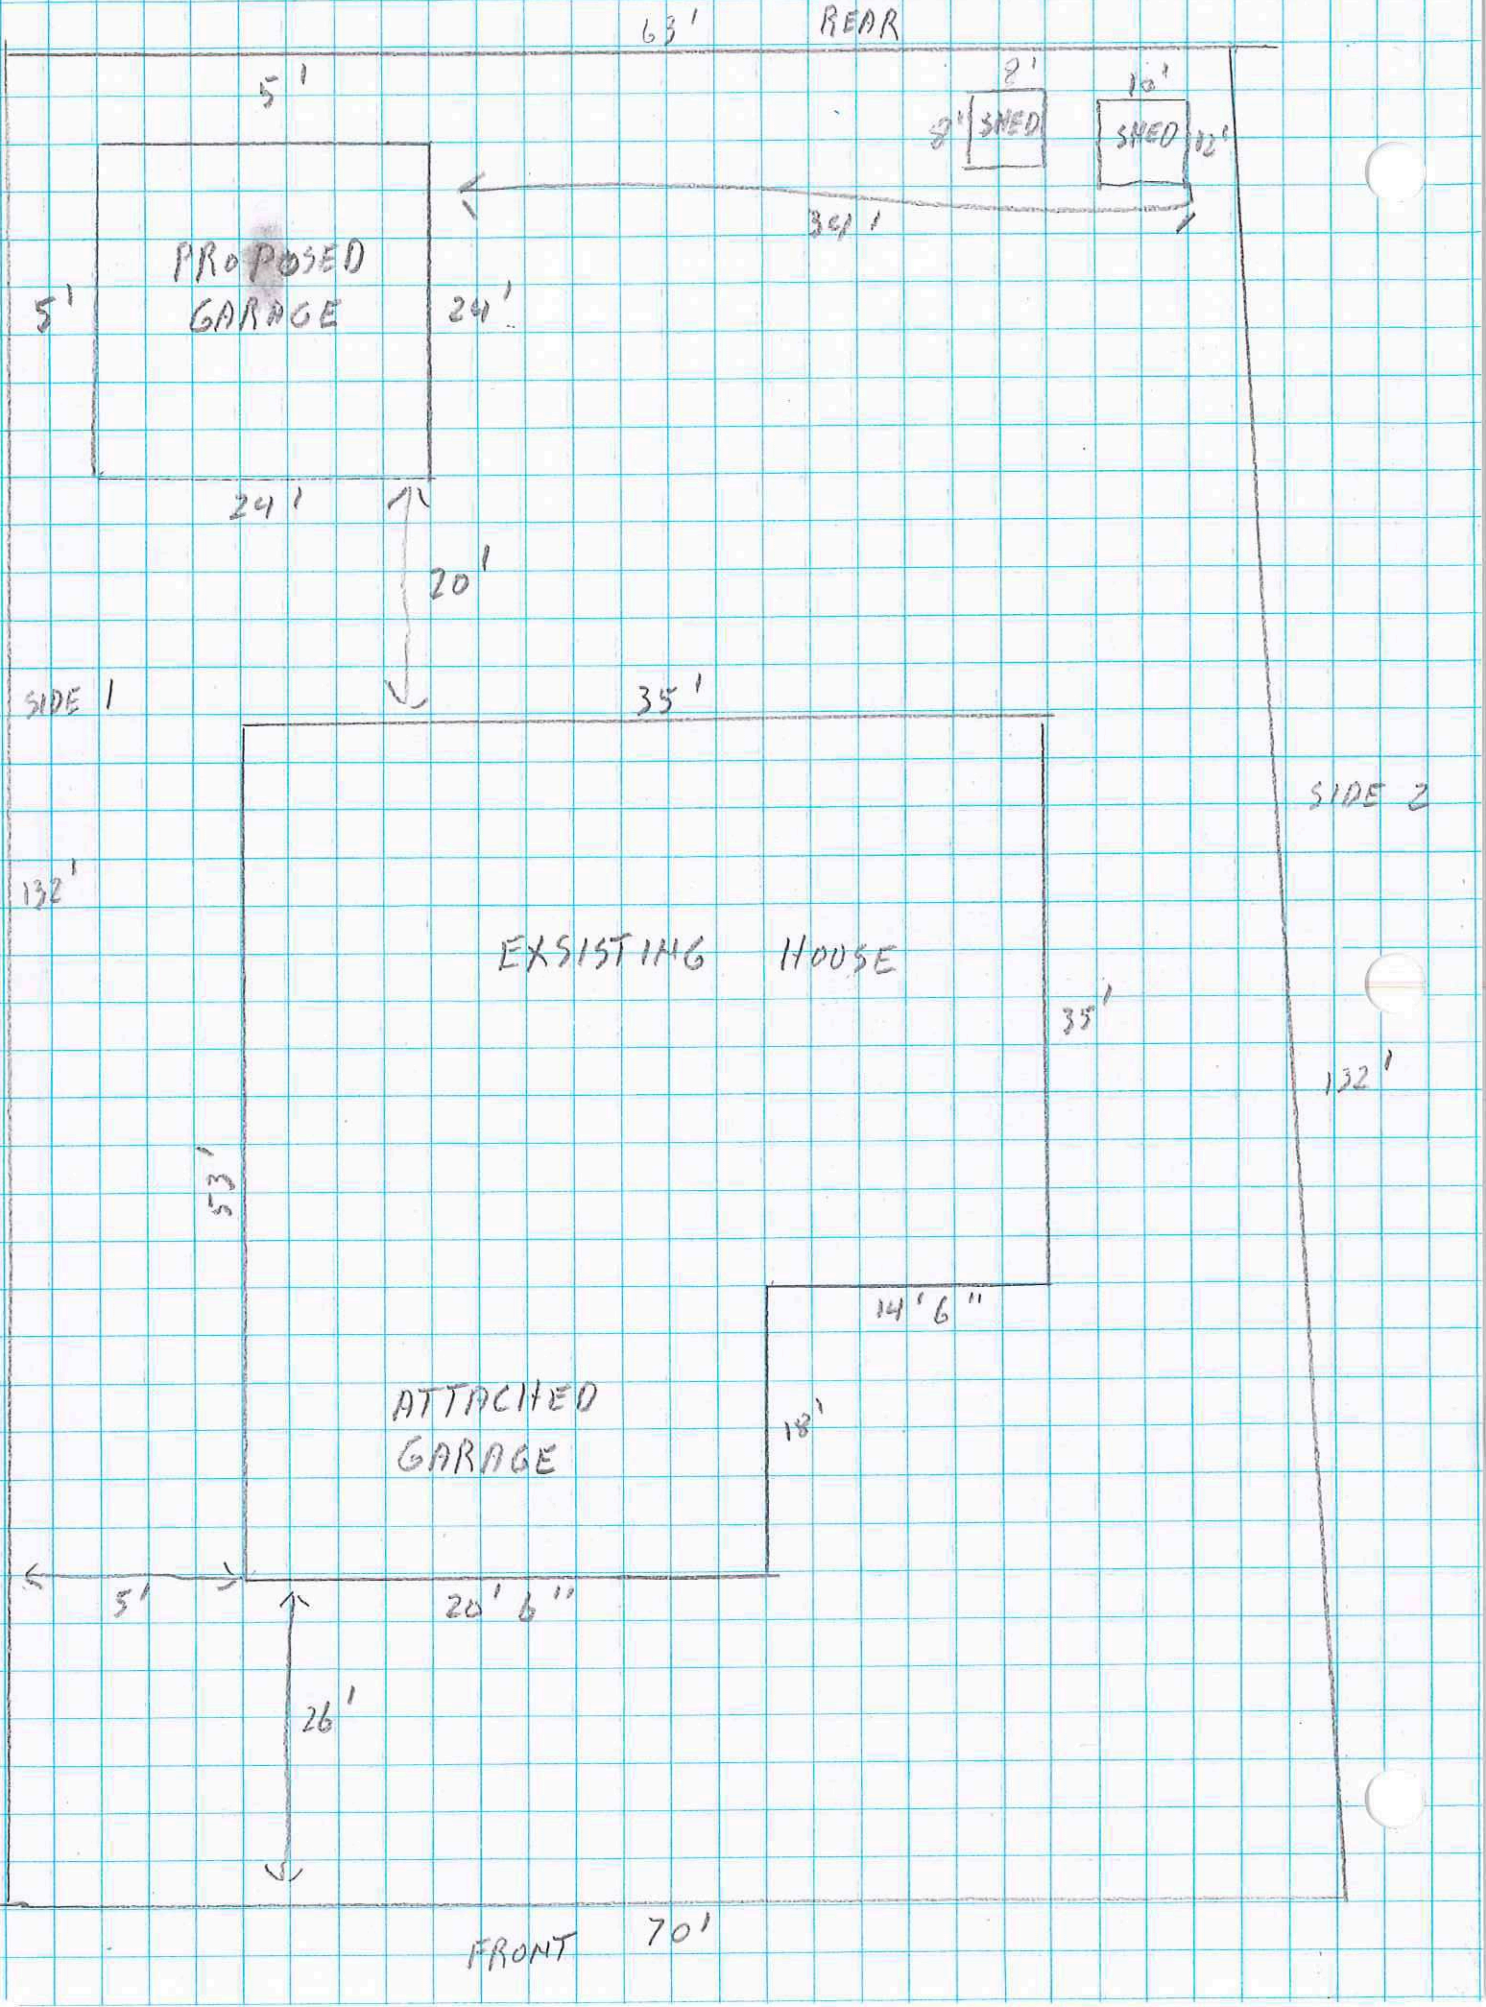 63' REAR
5'
8'
10'
8' SHED
SHED 12'
34'
PROPOSED
GARAGE
5'
24'
24'
20'
SIDE 1
35'
SIDE 2
132'
EXSISTING HOUSE
35'
132'
53'
14' 6"
ATTACHED
GARAGE
18'
5'
20' 6"
26'
70'
FRONT